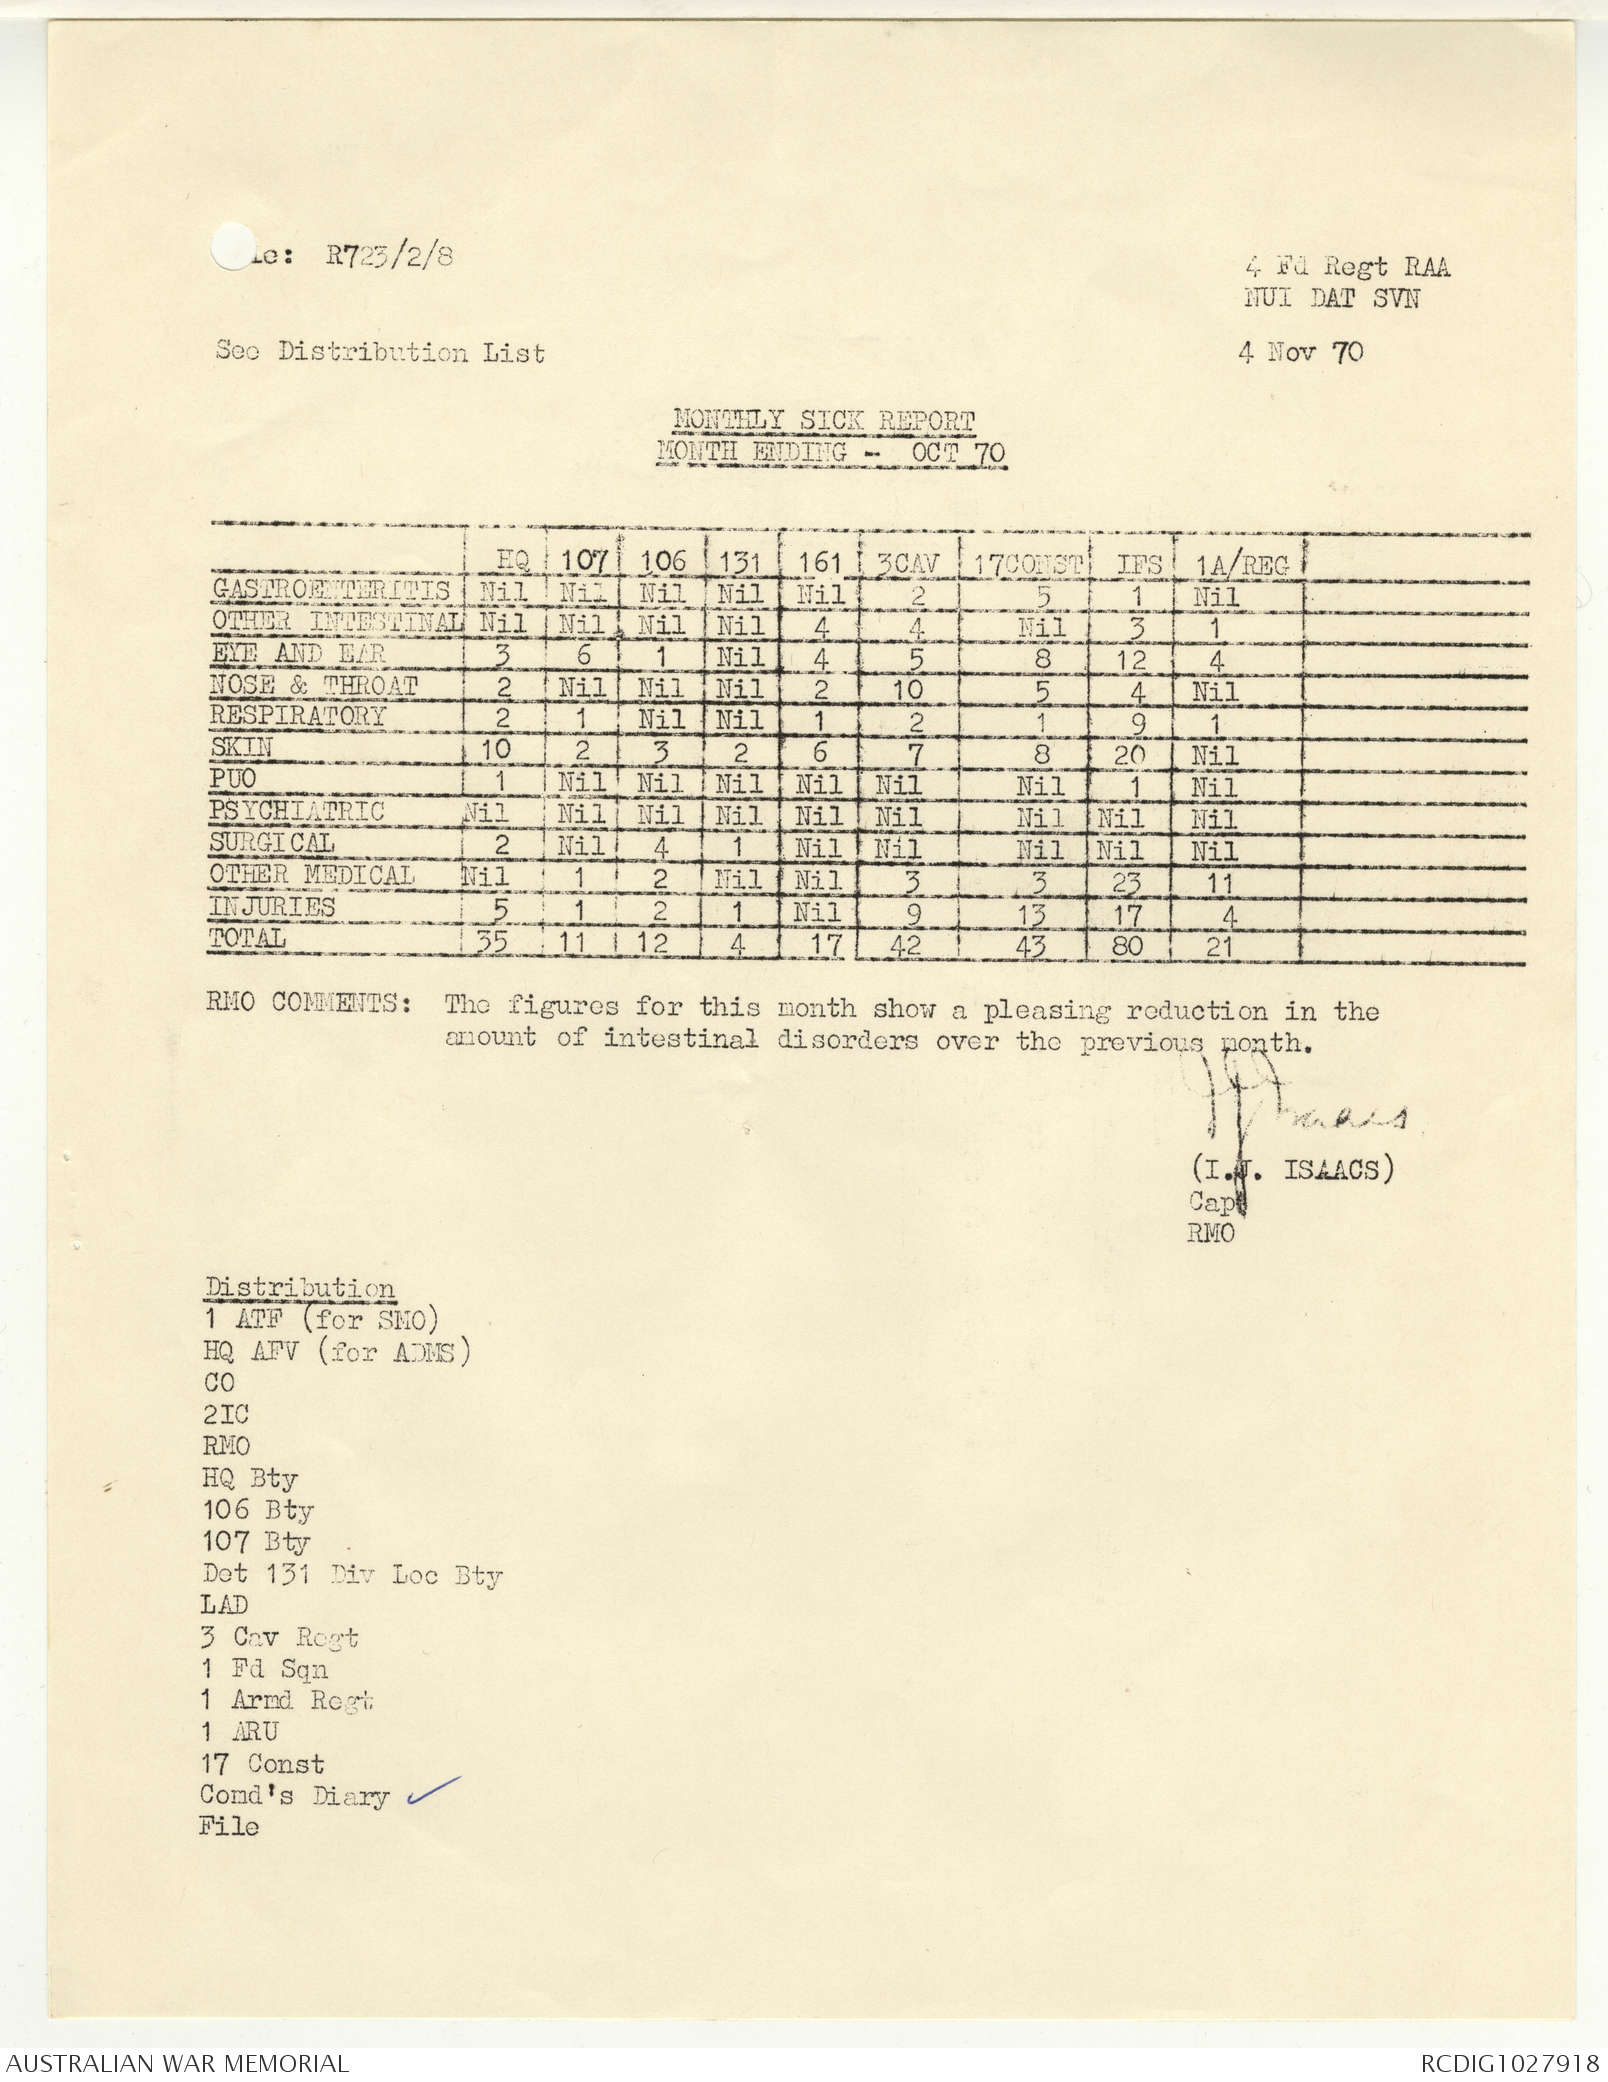 le: R723/2/8
4 Fd Regt RAA
NUI DAT SVN
See Distribution List
4 Nov 70
MONTHLY SICK REPORT
MONTH ENDING - OCT 70
HQ 107 106 131 161 3CAV 17CONST IFS 1A/REG
GASTROENTERITIS Nil Nil Nil Nil Nil 2 5 1 Nil
OTHER INTESTINAL Nil Nil Nil Nil 4 4 Nil 3 1
EYE AND EAR 3 6 1 Nil 4 5 8 12 4
NOSE & THROAT 2 Nil Nil Nil 2 10 5 4 Nil
RESPIRATORY 2 1 Nil Nil 1 2 1 9 1
SKIN 10 2 3 2 6 7 8 20 Nil
PUO 1 Nil Nil Nil Nil Nil Nil 1 Nil
PSYCHIATRIC Nil Nil Nil Nil Nil Nil Nil Nil Nil
SURGICAL 2 Nil 4 1 Nil Nil Nil Nil Nil
OTHER MEDICAL Nil 1 2 Nil Nil 3 3 23 11
INJURIES 5 1 2 1 Nil 9 13 17 4
TOTAL 35 11 12 4 17 42 43 80 21
RMO COMMENTS: The figures for this month show a pleasing reduction in the
amount of intestinal disorders over the previous month.
(I.J. ISAACS)
Capt
RMO
Distribution
1 ATF (for SMO)
HQ AFV (for ADMS)
CO
2IC
RMO
HQ Bty
106 Bty
107 Bty
Det 131 Div Loc Bty
LAD
3 Cav Regt
1 Fd Sqn
1 Armd Regt
1 ARU
17 Const
Comd's Diary ✓
File
AUSTRALIAN WAR MEMORIAL
RCDIG1027918